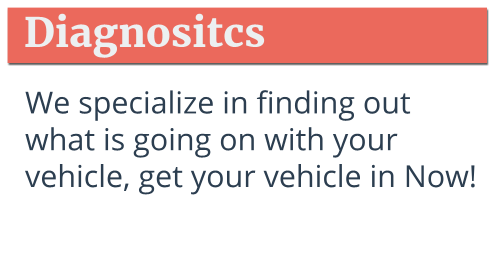 Diagnositcs
We specialize in finding out
what is going on with your
vehicle, get your vehicle in Now!